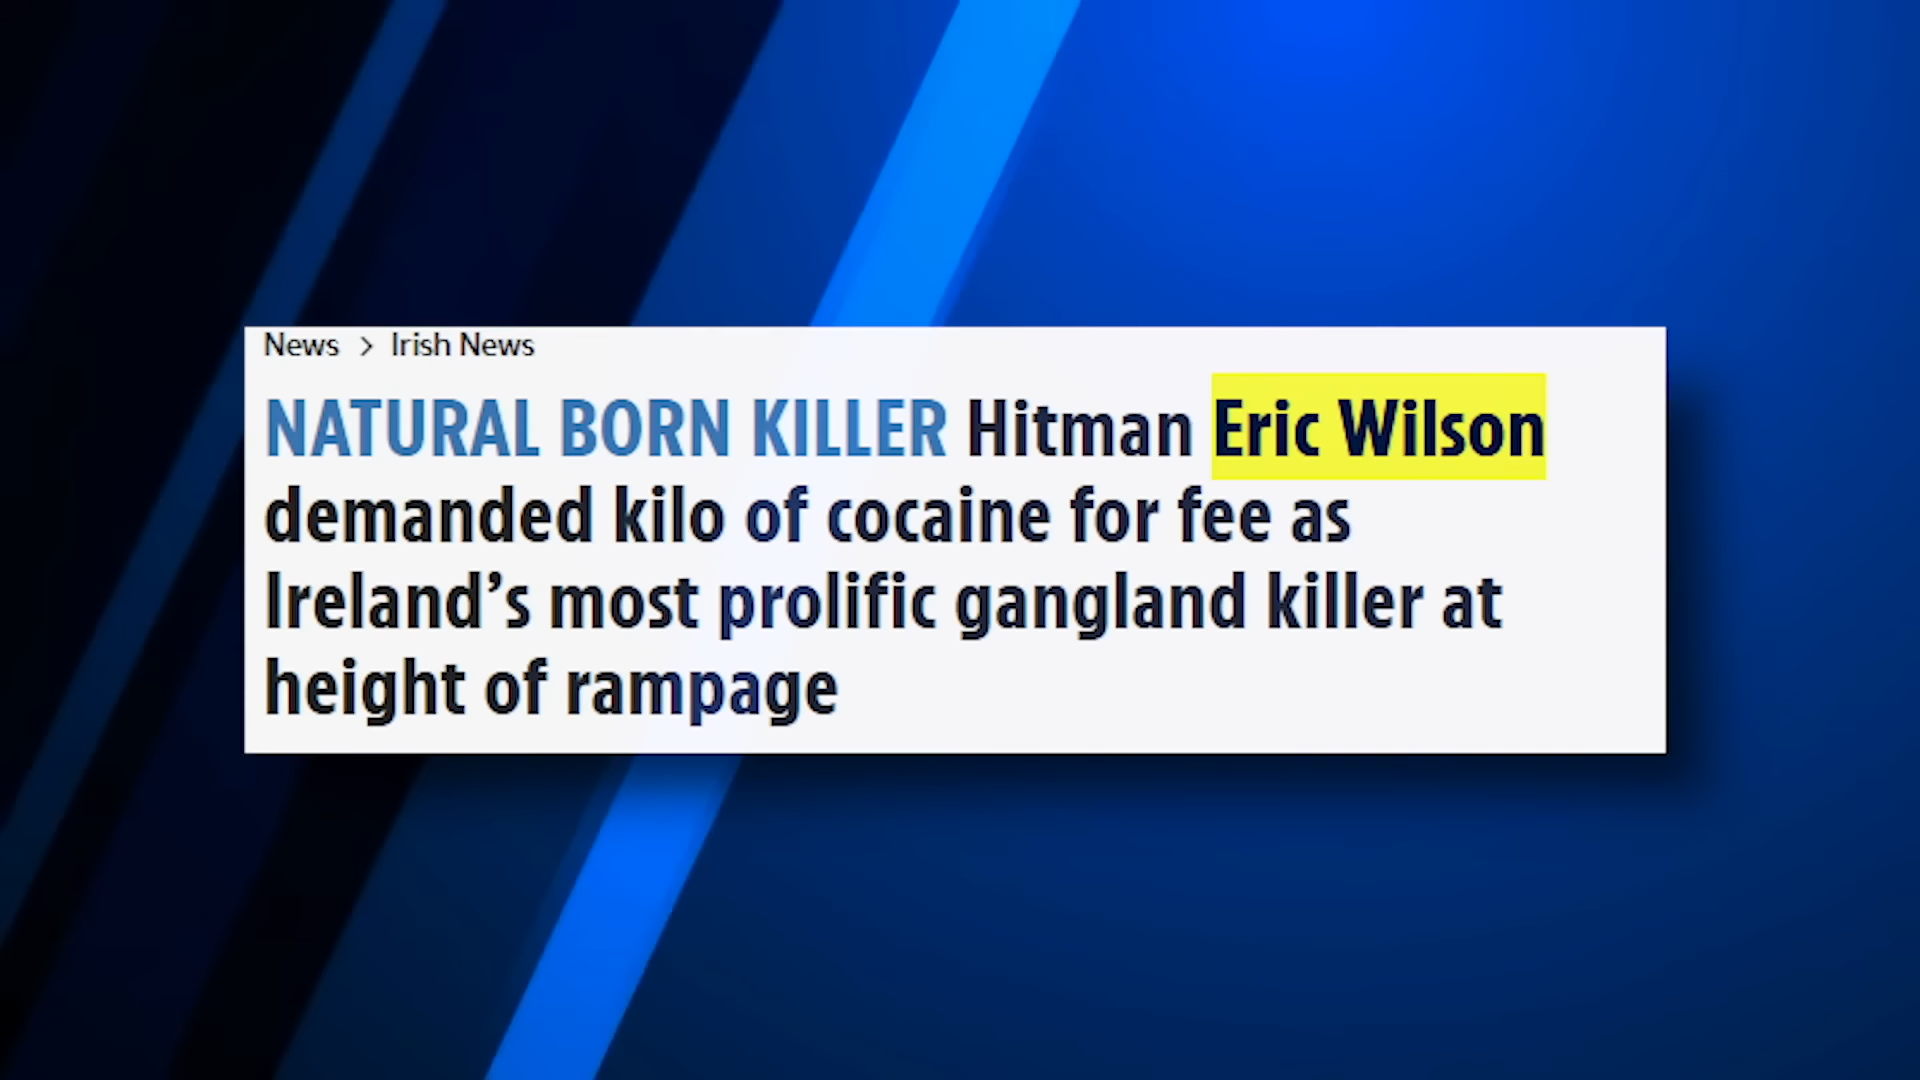 News > Irish News
NATURAL BORN KILLER Hitman Eric Wilson
demanded kilo of cocaine for fee as
Ireland’s most prolific gangland killer at
height of rampage